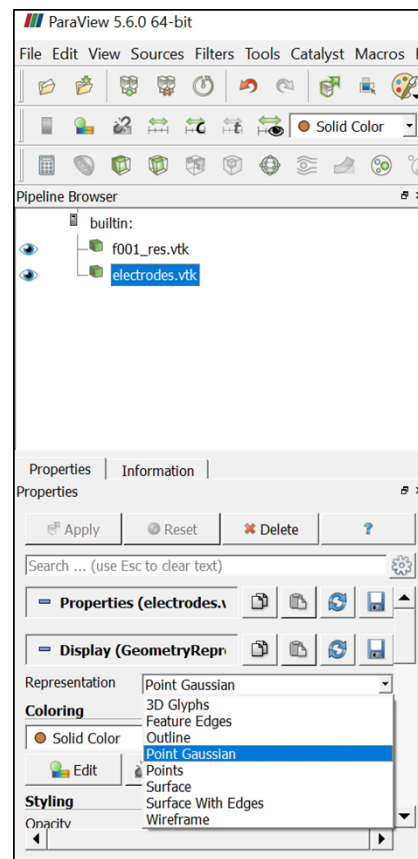 ParaView 5.6.0 64-bit
File Edit View Sources Filters Tools Catalyst Macros
Solid Color
Pipeline Browser
builtin:
f001_res.vtk
electrodes.vtk
Properties Information
Properties
Apply Reset Delete ?
Search ... (use Esc to clear text)
Properties (electrodes.v
Display (GeometryRepr
Representation Point Gaussian
Coloring
3D Glyphs
Feature Edges
Solid Color
Outline
Point Gaussian
Edit
Points
Surface
Styling
Surface With Edges
Opacity
Wireframe